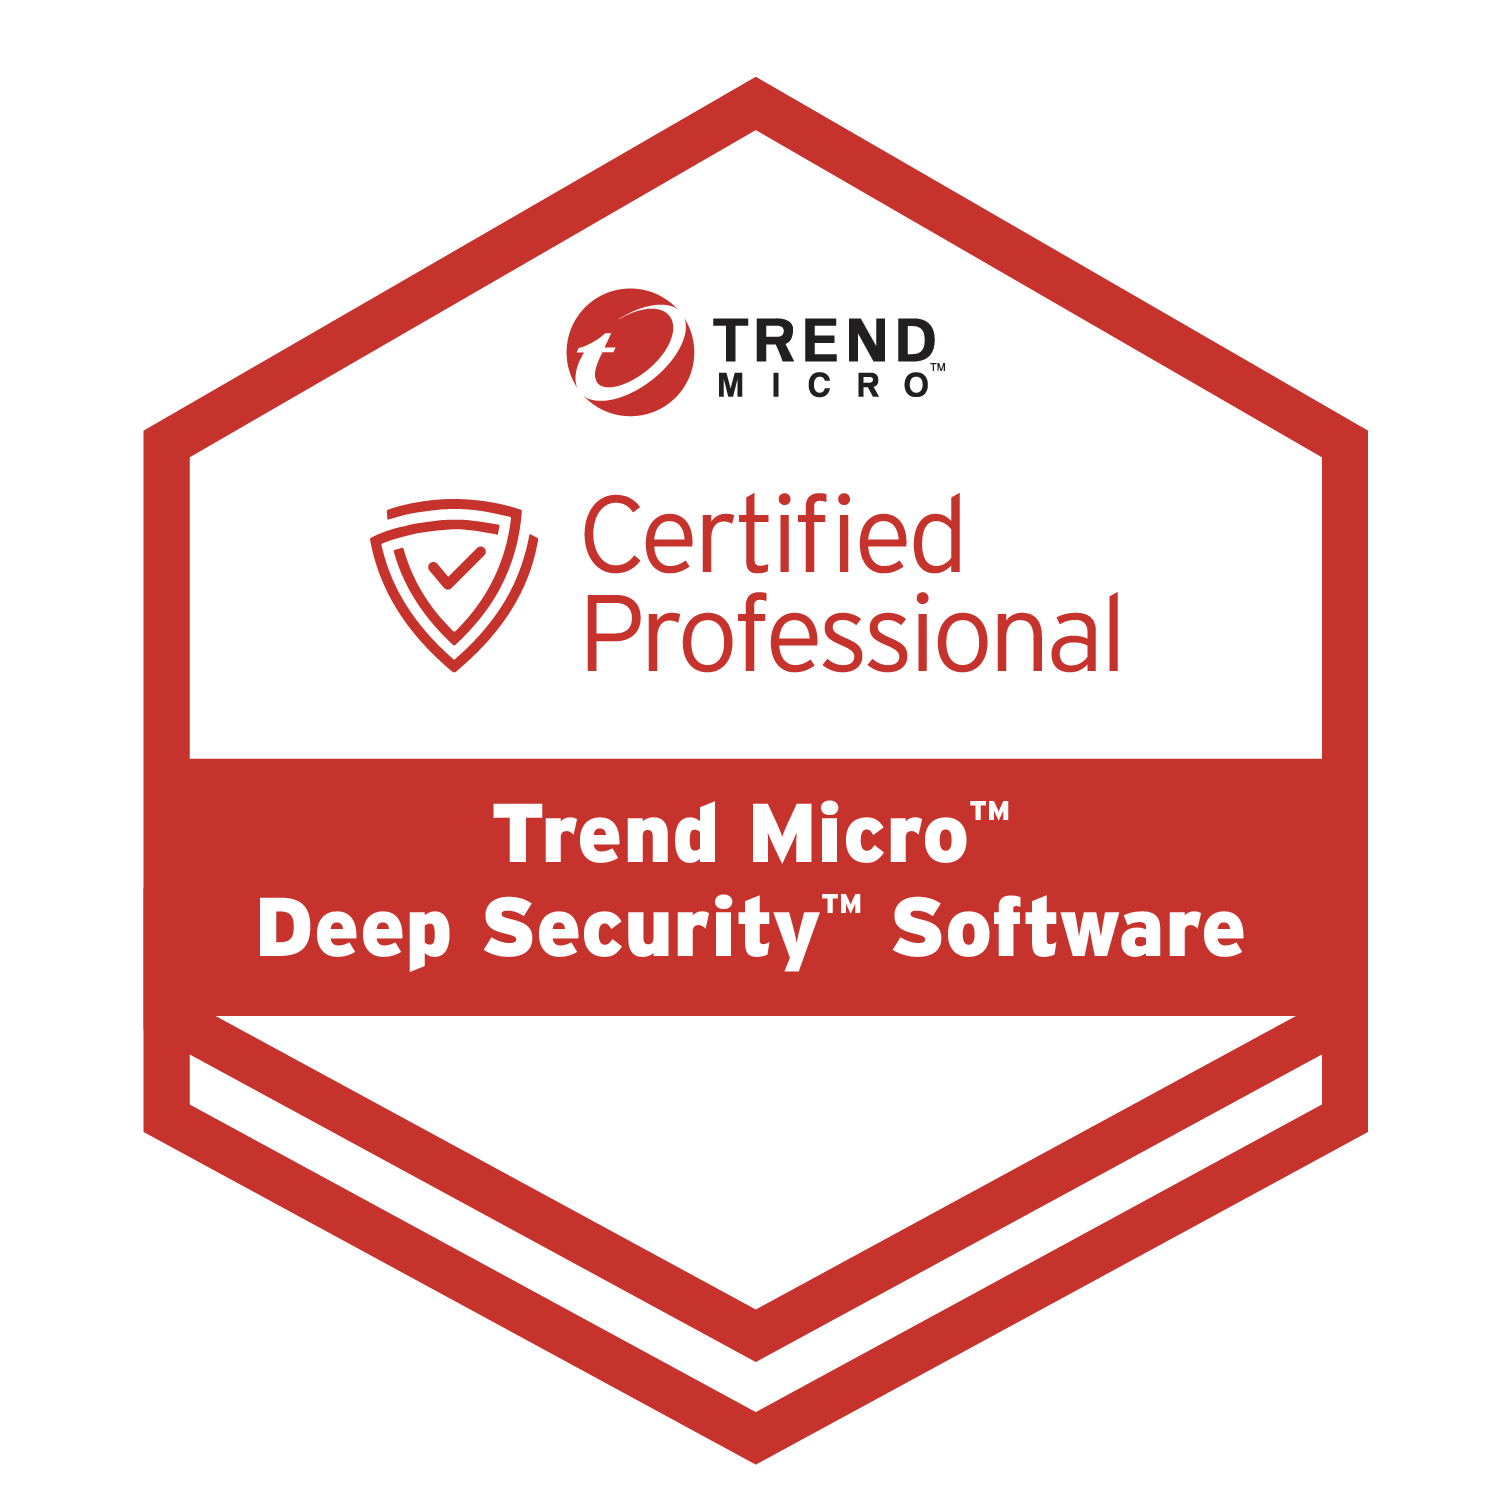 TREND
MICRO™
Certified
Professional
Trend Micro™
Deep Security™ Software